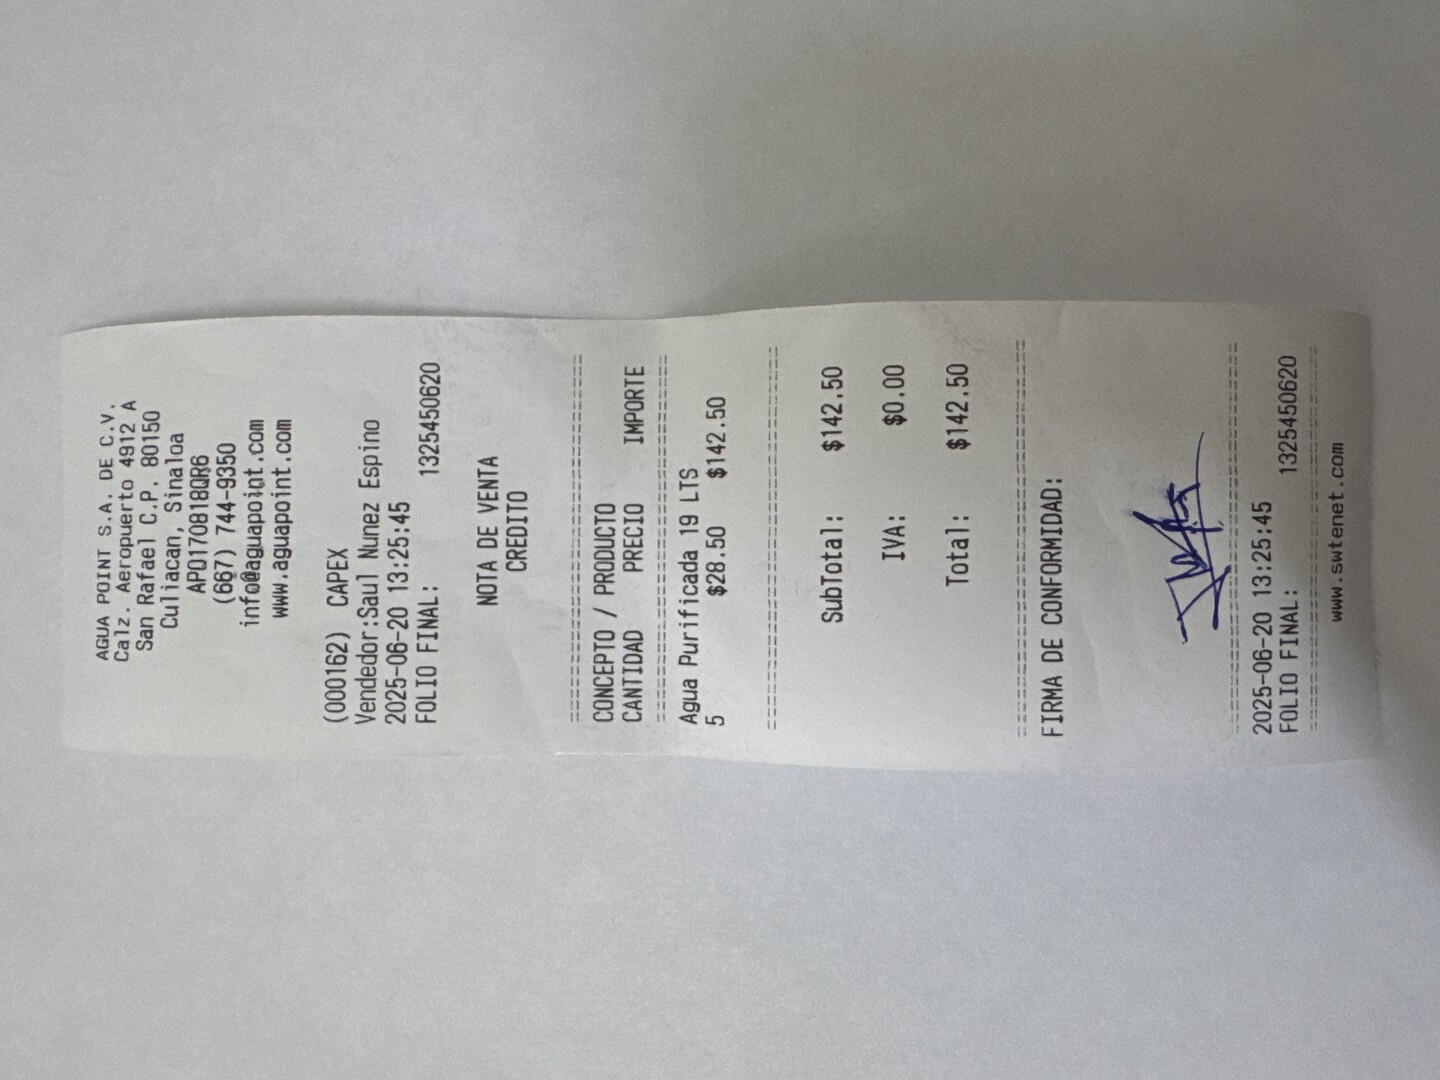 AGUA POINT S.A. DE C.V.
Calz. Aeropuerto 4912 A
San Rafael C.P. 80150
Culiacan, Sinaloa
APO170818QR6
(667) 744-9350
info@aguapoint.com
www.aguapoint.com
(000162) CAPEX
Vendedor:Saul Nunez Espino
2025-06-20 13:25:45
FOLIO FINAL: 1325450620
NOTA DE VENTA
CREDITO
CONCEPTO / PRODUCTO
CANTIDAD PRECIO IMPORTE
Agua Purificada 19 LTS
5 $28.50 $142.50
SubTotal: $142.50
IVA: $0.00
Total: $142.50
FIRMA DE CONFORMIDAD:
2025-06-20 13:25:45
FOLIO FINAL: 1325450620
www.swtenet.com